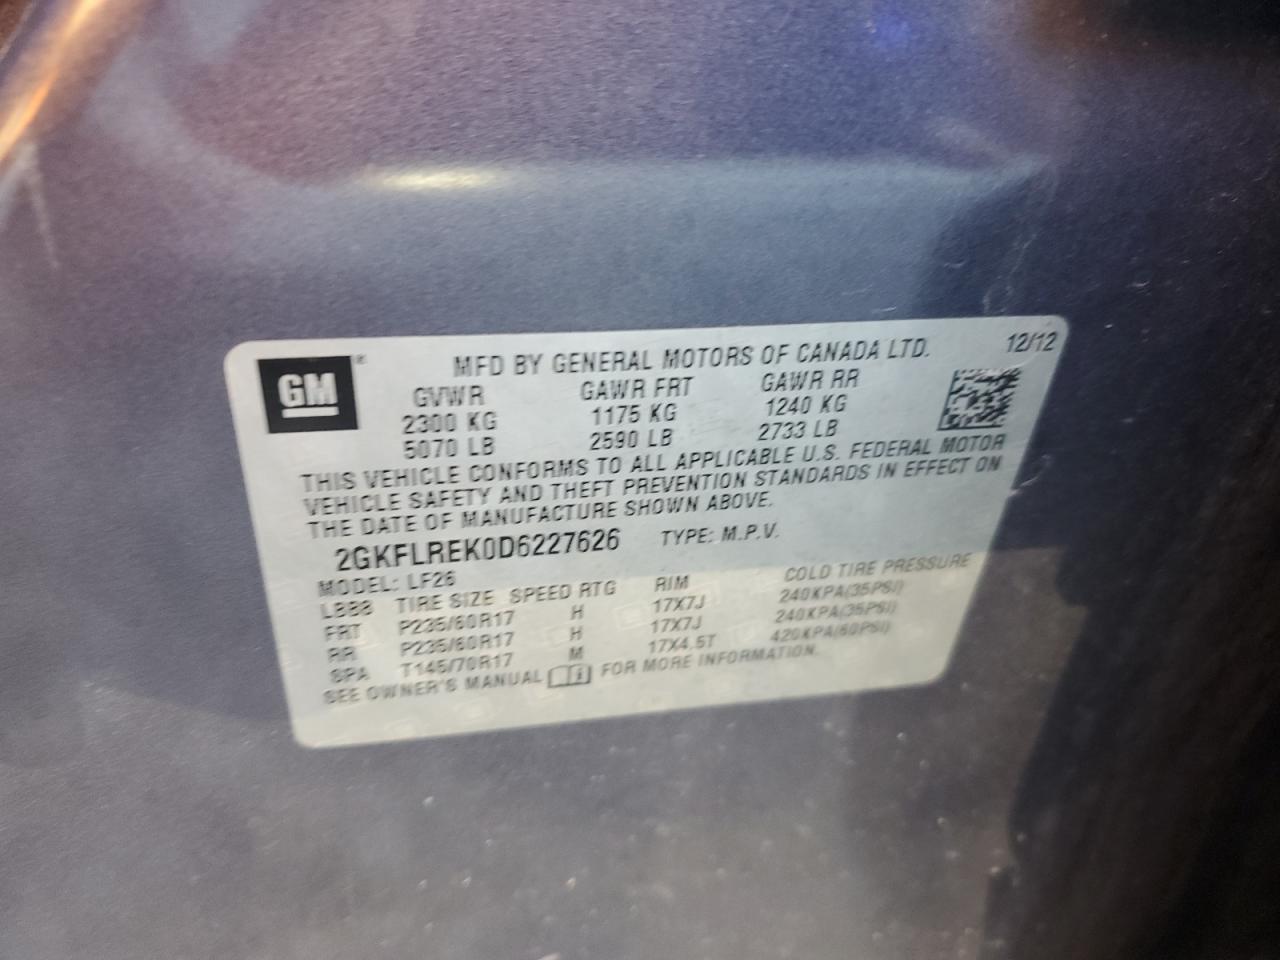 GM
MFD BY GENERAL MOTORS OF CANADA LTD. 12/12
GVWR GAWR FRT GAWR RR
2300 KG 1175 KG 1240 KG
5070 LB 2590 LB 2733 LB
THIS VEHICLE CONFORMS TO ALL APPLICABLE U.S. FEDERAL MOTOR
VEHICLE SAFETY AND THEFT PREVENTION STANDARDS IN EFFECT ON
THE DATE OF MANUFACTURE SHOWN ABOVE.
2GKFLREK0D6227626 TYPE: M.P.V.
MODEL: LF26
TIRE SIZE SPEED RTG RIM COLD TIRE PRESSURE
FRT P235/60R17 H 17X7J 240KPA(35PSI)
RR P235/60R17 H 17X7J 240KPA(35PSI)
SPA T145/70R17 M 17X4.5T 420KPA(60PSI)
SEE OWNER'S MANUAL FOR MORE INFORMATION.